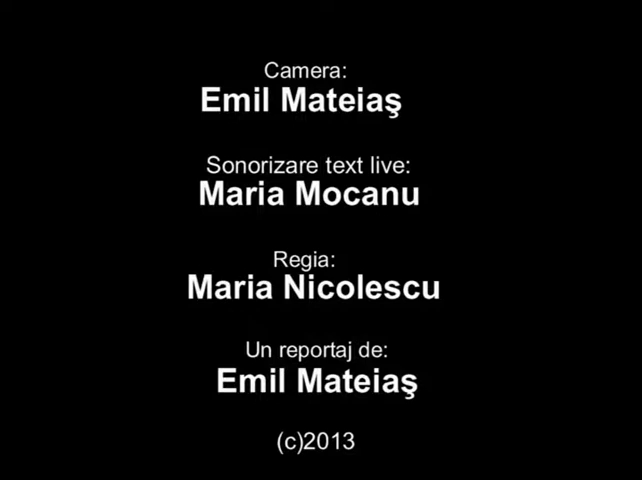 Camera:
Emil Mateiaş
Sonorizare text live:
Maria Mocanu
Regia:
Maria Nicolescu
Un reportaj de:
Emil Mateiaş
(c)2013